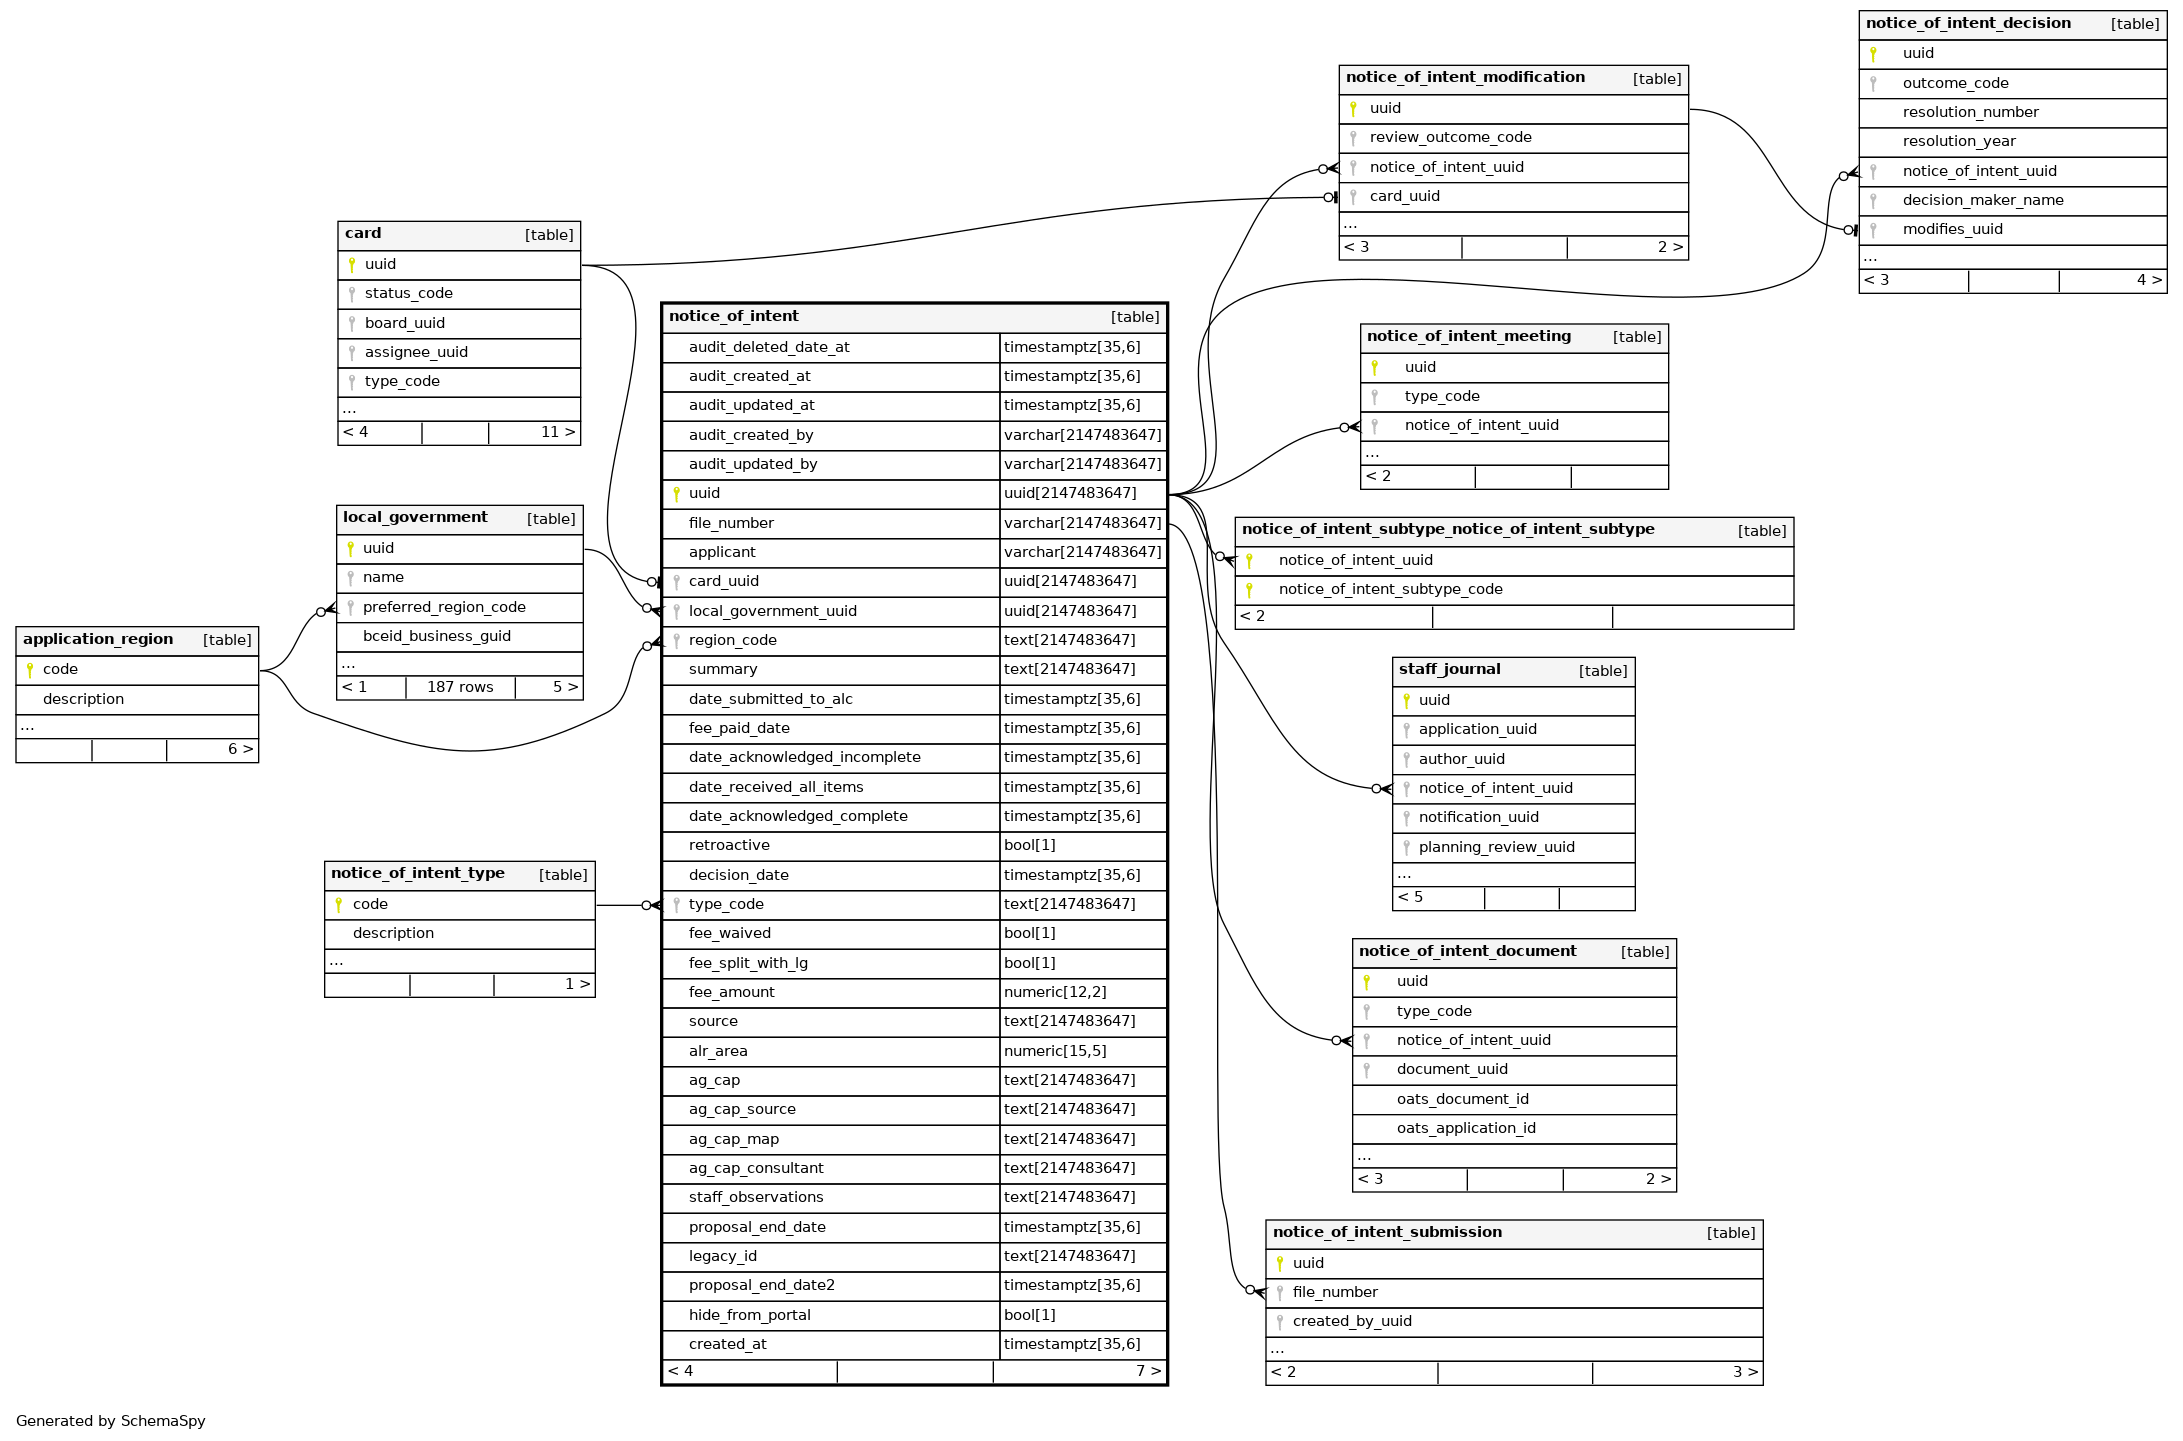 notice_of_intent_decision [table]
uuid
outcome_code
resolution_number
resolution_year
notice_of_intent_uuid
decision_maker_name
modifies_uuid
...
< 3 4 >
notice_of_intent_modification [table]
uuid
review_outcome_code
notice_of_intent_uuid
card_uuid
...
< 3 2 >
card [table]
uuid
status_code
board_uuid
assignee_uuid
type_code
...
< 4 11 >
local_government [table]
uuid
name
preferred_region_code
bceid_business_guid
...
< 1 187 rows 5 >
application_region [table]
code
description
...
6 >
notice_of_intent_type [table]
code
description
...
1 >
notice_of_intent [table]
audit_deleted_date_at timestamptz[35,6]
audit_created_at timestamptz[35,6]
audit_updated_at timestamptz[35,6]
audit_created_by varchar[2147483647]
audit_updated_by varchar[2147483647]
uuid uuid[2147483647]
file_number varchar[2147483647]
applicant varchar[2147483647]
card_uuid uuid[2147483647]
local_government_uuid uuid[2147483647]
region_code text[2147483647]
summary text[2147483647]
date_submitted_to_alc timestamptz[35,6]
fee_paid_date timestamptz[35,6]
date_acknowledged_incomplete timestamptz[35,6]
date_received_all_items timestamptz[35,6]
date_acknowledged_complete timestamptz[35,6]
retroactive bool[1]
decision_date timestamptz[35,6]
type_code text[2147483647]
fee_waived bool[1]
fee_split_with_lg bool[1]
fee_amount numeric[12,2]
source text[2147483647]
alr_area numeric[15,5]
ag_cap text[2147483647]
ag_cap_source text[2147483647]
ag_cap_map text[2147483647]
ag_cap_consultant text[2147483647]
staff_observations text[2147483647]
proposal_end_date timestamptz[35,6]
legacy_id text[2147483647]
proposal_end_date2 timestamptz[35,6]
hide_from_portal bool[1]
created_at timestamptz[35,6]
< 4 7 >
notice_of_intent_meeting [table]
uuid
type_code
notice_of_intent_uuid
...
< 2
notice_of_intent_subtype_notice_of_intent_subtype [table]
notice_of_intent_uuid
notice_of_intent_subtype_code
< 2
staff_journal [table]
uuid
application_uuid
author_uuid
notice_of_intent_uuid
notification_uuid
planning_review_uuid
...
< 5
notice_of_intent_document [table]
uuid
type_code
notice_of_intent_uuid
document_uuid
oats_document_id
oats_application_id
...
< 3 2 >
notice_of_intent_submission [table]
uuid
file_number
created_by_uuid
...
< 2 3 >
Generated by SchemaSpy